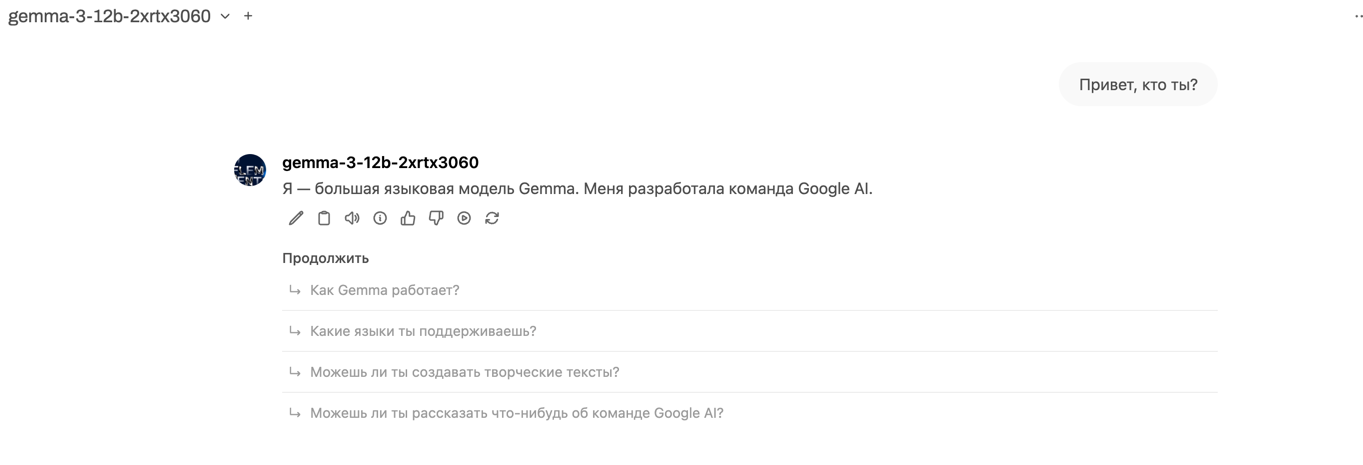 gemma-3-12b-2xrtx3060
Привет, кто ты?
gemma-3-12b-2xrtx3060
Я — большая языковая модель Gemma. Меня разработала команда Google AI.
Продолжить
Как Gemma работает?
Какие языки ты поддерживаешь?
Можешь ли ты создавать творческие тексты?
Можешь ли ты рассказать что-нибудь об команде Google AI?